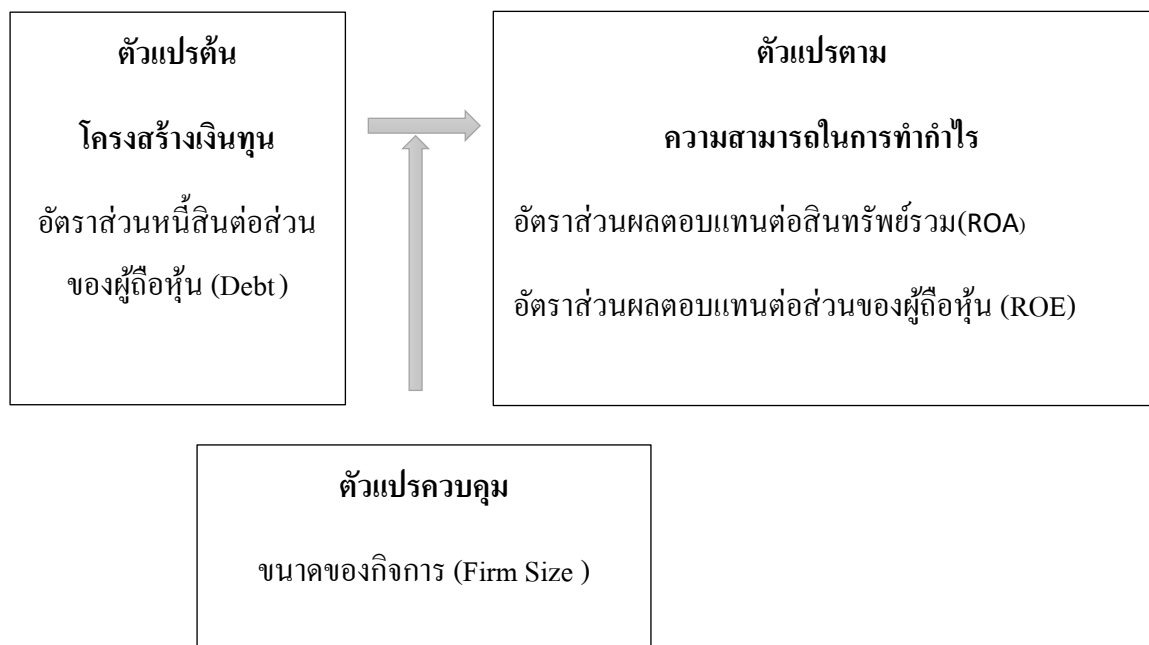 ตัวแปรต้น
โครงสร้างเงินทุน
อัตราส่วนหนี้สินต่อส่วน
ของผู้ถือหุ้น (Debt)
ตัวแปรตาม
ความสามารถในการทำกำไร
อัตราส่วนผลตอบแทนต่อสินทรัพย์รวม(ROA)
อัตราส่วนผลตอบแทนต่อส่วนของผู้ถือหุ้น (ROE)
ตัวแปรควบคุม
ขนาดของกิจการ (Firm Size )